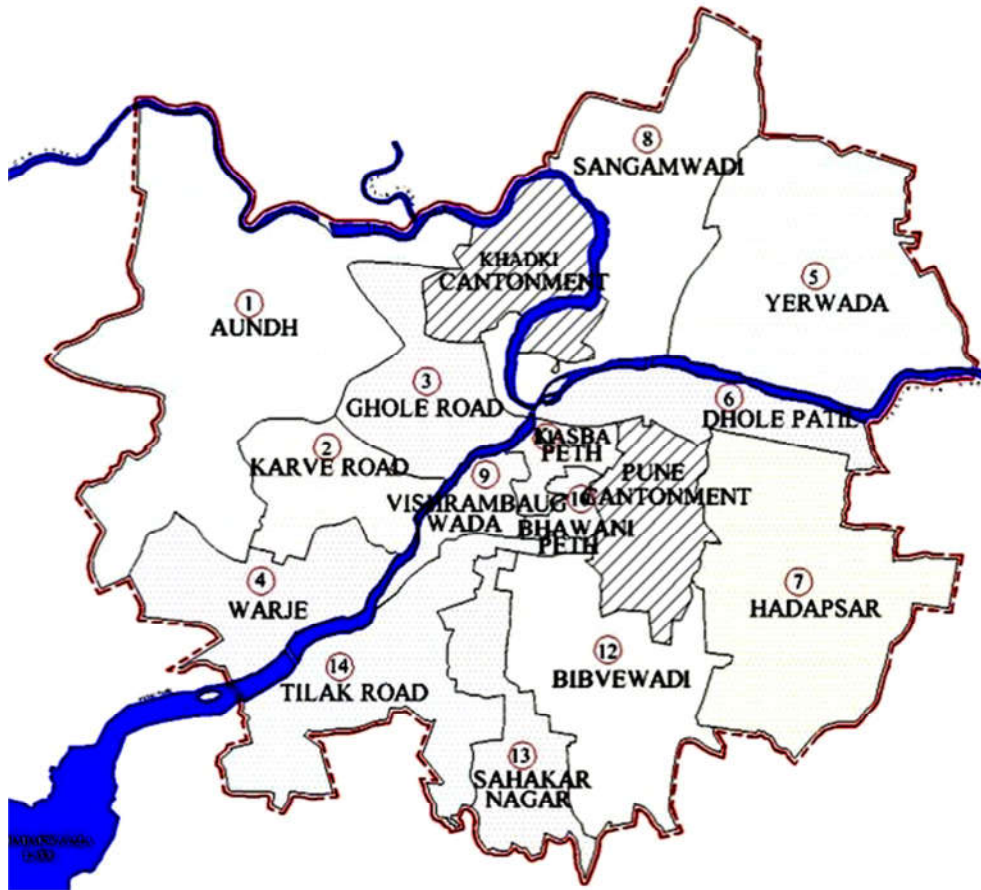 8
SANGAMWADI
KHADKI
CANTONMENT
5
YERWADA
1
AUNDH
3
GHOLE ROAD
6
DHOLE PATIL
2
KARVE ROAD
KASBA
PETH
9
VISHRAMBAUG
WADA
PUNE
CANTONMENT
10
BHAWANI
PETH
4
WARJE
7
HADAPSAR
14
TILAK ROAD
12
BIBVEWADI
13
SAHAKAR
NAGAR